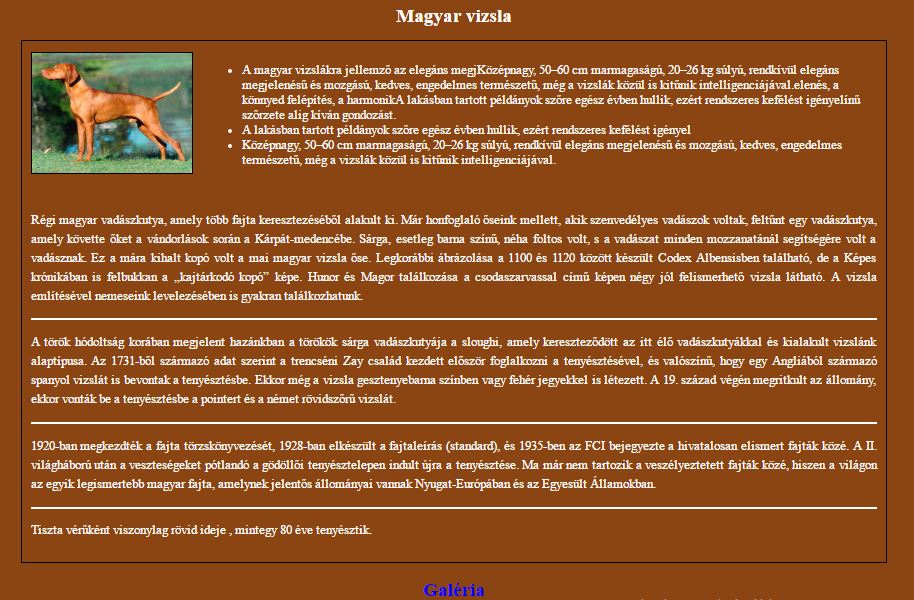 Magyar vizsla
A magyar vizslákra jellemző az elegáns megjKözépnagy, 50–60 cm marmagaságú, 20–26 kg súlyú, rendkívül elegáns
megjelenésű és mozgású, kedves, engedelmes természetű, még a vizslák közül is kitűnik intelligenciájával.elenés, a
könnyed felépítés, a harmonikA lakásban tartott példányok szőre egész évben hullik, ezért rendszeres kefélést igényelínű
szőrzete alig kíván gondozást.
A lakásban tartott példányok szőre egész évben hullik, ezért rendszeres kefélést igényel
Középnagy, 50–60 cm marmagaságú, 20–26 kg súlyú, rendkívül elegáns megjelenésű és mozgású, kedves, engedelmes
természetű, még a vizslák közül is kitűnik intelligenciájával.
Régi magyar vadászkutya, amely több fajta keresztezéséből alakult ki. Már honfoglaló őseink mellett, akik szenvedélyes vadászok voltak, feltűnt egy vadászkutya,
amely követte őket a vándorlások során a Kárpát-medencébe. Sárga, esetleg barna színű, néha foltos volt, s a vadászat minden mozzanatánál segítségére volt a
vadásznak. Ez a mára kihalt kopó volt a mai magyar vizsla őse. Legkorábbi ábrázolása a 1100 és 1120 között készült Codex Albensisben található, de a Képes
krónikában is felbukkan a „kajtárkodó kopó” képe. Hunor és Magor találkozása a csodaszarvassal című képen négy jól felismerhető vizsla látható. A vizsla
említésével nemeseink levelezésében is gyakran találkozhatunk.
A török hódoltság korában megjelent hazánkban a törökök sárga vadászkutyája a sloughi, amely kereszteződött az itt élő vadászkutyákkal és kialakult vizslánk
alaptípusa. Az 1731-ből származó adat szerint a trencséni Zay család kezdett először foglalkozni a tenyésztésével, és valószínű, hogy egy Angliából származó
spanyol vizslát is bevontak a tenyésztésbe. Ekkor még a vizsla gesztenyebarna színben vagy fehér jegyekkel is létezett. A 19. század végén megritkult az állomány,
ekkor vonták be a tenyésztésbe a pointert és a német rövidszőrű vizslát.
1920-ban megkezdték a fajta törzskönyvezését, 1928-ban elkészült a fajtaleírás (standard), és 1935-ben az FCI bejegyezte a hivatalosan elismert fajták közé. A II.
világháború után a veszteségeket pótlandó a gödöllői tenyésztelepen indult újra a tenyésztése. Ma már nem tartozik a veszélyeztetett fajták közé, hiszen a világon
az egyik legismertebb magyar fajta, amelynek jelentős állományai vannak Nyugat-Európában és az Egyesült Államokban.
Tiszta vérűként viszonylag rövid ideje , mintegy 80 éve tenyésztik.
Galéria